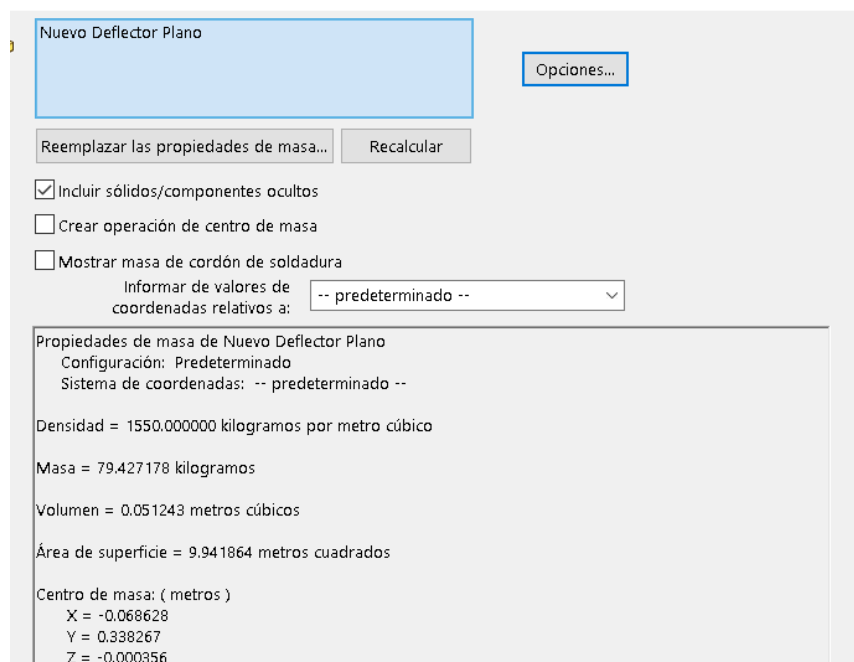 Nuevo Deflector Plano
Opciones...
Reemplazar las propiedades de masa...
Recalcular
Incluir sólidos/componentes ocultos
Crear operación de centro de masa
Mostrar masa de cordón de soldadura
Informar de valores de
coordenadas relativos a:
-- predeterminado --
Propiedades de masa de Nuevo Deflector Plano
Configuración: Predeterminado
Sistema de coordenadas: -- predeterminado --
Densidad = 1550.000000 kilogramos por metro cúbico
Masa = 79.427178 kilogramos
Volumen = 0.051243 metros cúbicos
Área de superficie = 9.941864 metros cuadrados
Centro de masa: ( metros )
X = -0.068628
Y = 0.338267
Z = -0.000356